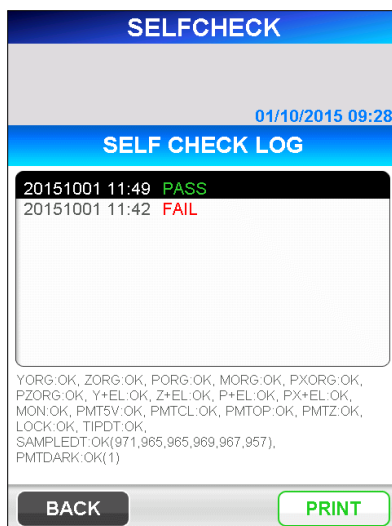 SELFCHECK
01/10/2015 09:28
SELF CHECK LOG
20151001 11:49 PASS
20151001 11:42 FAIL
YORG:OK, ZORG:OK, PORG:OK, MORG:OK, PXORG:OK,
PZORG:OK, Y+EL:OK, Z+EL:OK, P+EL:OK, PX+EL:OK,
MON:OK, PMT5V:OK, PMTCL:OK, PMTOP:OK, PMTZ:OK,
LOCK:OK, TIPDT:OK,
SAMPLEDT:OK(971,965,965,969,967,957),
PMTDARK:OK(1)
BACK
PRINT